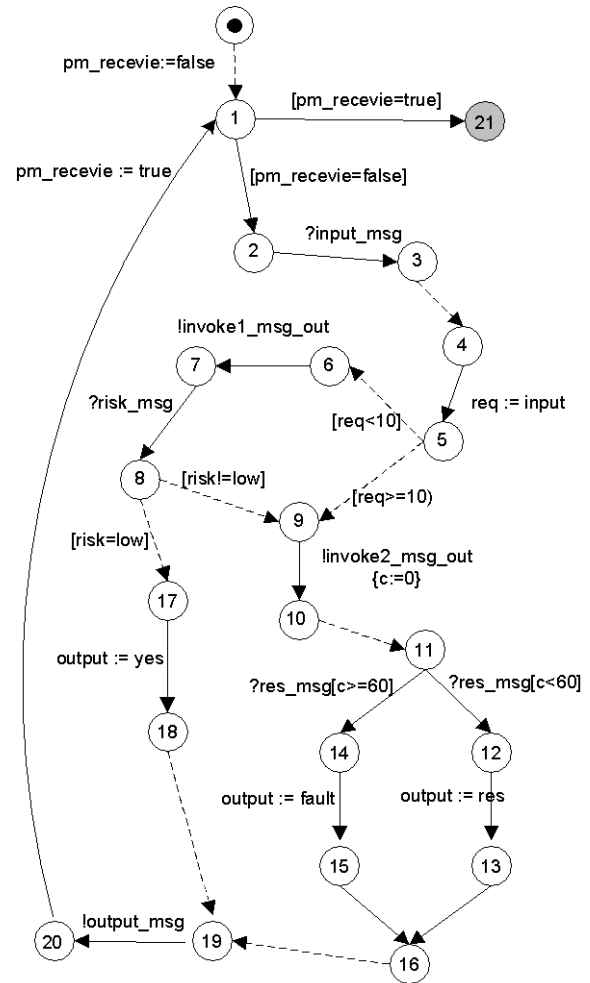 pm_recevie:=false
1
[pm_recevie=true]
21
pm_recevie := true
[pm_recevie=false]
2
?input_msg
3
4
!invoke1_msg_out
7
6
?risk_msg
req := input
[req<10]
5
8
[risk!=low]
[req>=10)
9
[risk=low]
!invoke2_msg_out
{c:=0}
17
10
11
output := yes
?res_msg[c>=60]
?res_msg[c<60]
18
14
12
output := fault
output := res
15
13
!output_msg
20
19
16